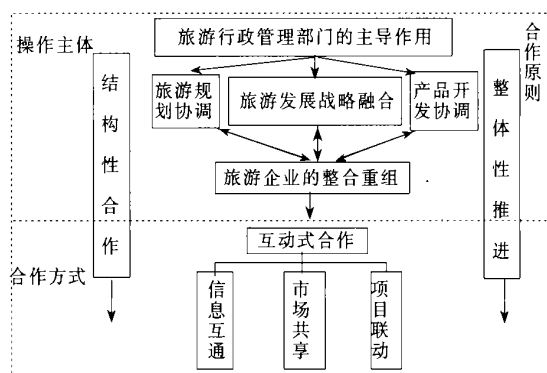 操作主体
旅游行政管理部门的主导作用
合作原则
结构性合作
旅游规
划协调
旅游发展战略融合
产品开
发协调
整体性推进
旅游企业的整合重组
互动式合作
合作方式
信息互通
市场共享
项目联动